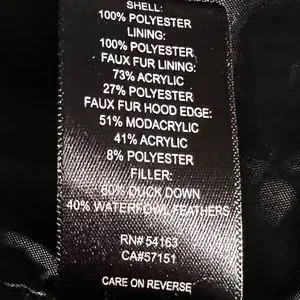 SHELL:
100% POLYESTER
LINING:
100% POLYESTER
FAUX FUR LINING:
73% ACRYLIC
27% POLYESTER
FAUX FUR HOOD EDGE:
51% MODACRYLIC
41% ACRYLIC
8% POLYESTER
FILLER:
60% DUCK DOWN
40% WATERFOWL FEATHERS
RN# 54163
CA#57151
CARE ON REVERSE